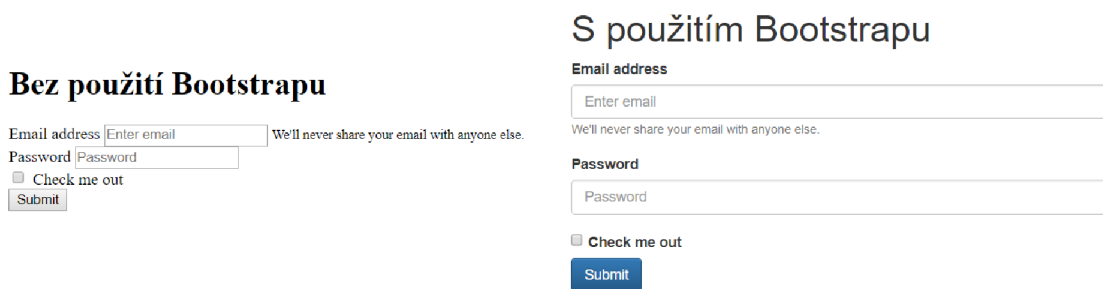 Bez použití Bootstrapu
Email address Enter email We'll never share your email with anyone else.
Password Password
Check me out
Submit
S použitím Bootstrapu
Email address
Enter email
We'll never share your email with anyone else.
Password
Password
Check me out
Submit